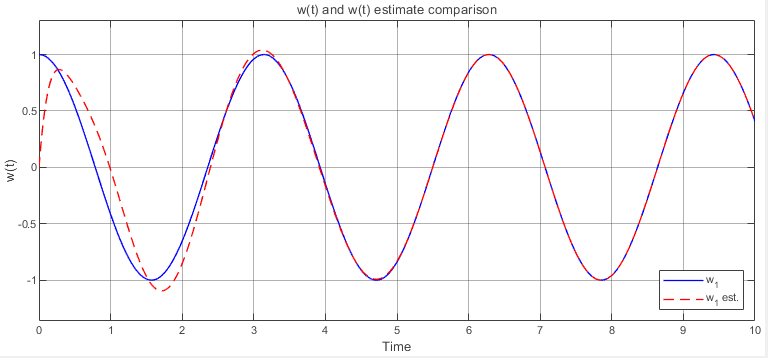 w(t) and w(t) estimate comparison
w(t)
1
0.5
0
-0.5
-1
0 1 2 3 4 5 6 7 8 9 10
Time
w1
w1 est.